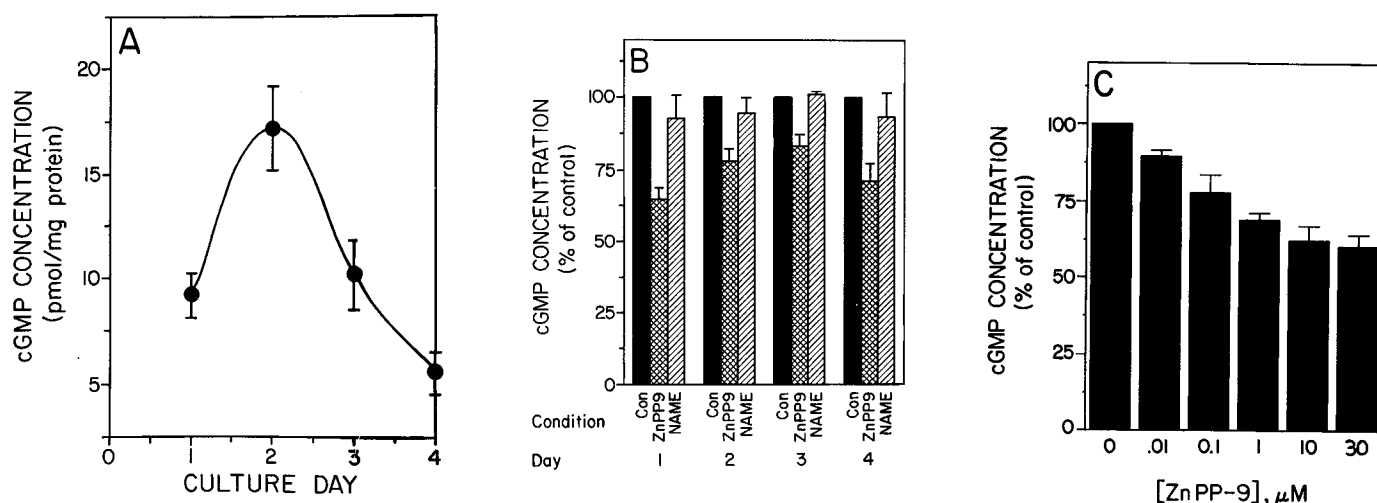 A
cGMP CONCENTRATION
(pmol/mg protein)
20
15
10
5
0
1
2
3
4
CULTURE DAY
B
cGMP CONCENTRATION
(% of control)
100
75
50
25
0
Condition
Con
ZnPP9
NAME
Con
ZnPP9
NAME
Con
ZnPP9
NAME
Con
ZnPP9
NAME
Day
1
2
3
4
C
cGMP CONCENTRATION
(% of control)
100
75
50
25
0
0
.01
0.1
1
10
30
[ZnPP-9], μM